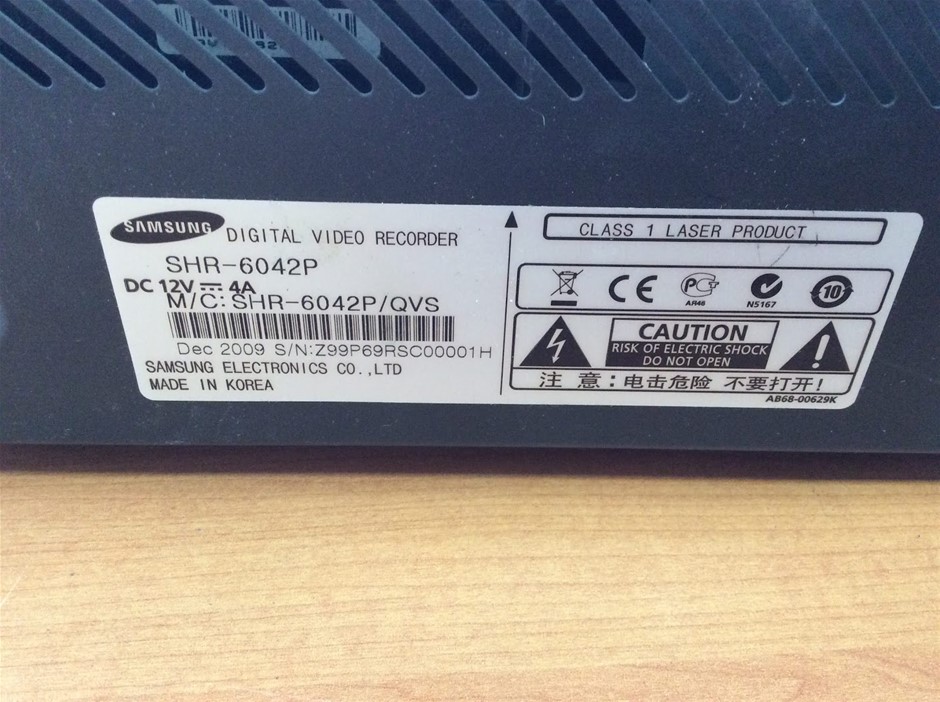 SAMSUNG DIGITAL VIDEO RECORDER
SHR-6042P
DC 12V 4A
M/C: SHR-6042P/QVS
Dec 2009 S/N:Z99P69RSC00001H
SAMSUNG ELECTRONICS CO.,LTD
MADE IN KOREA
CLASS 1 LASER PRODUCT
CE
AR46
N5167
10
CAUTION
RISK OF ELECTRIC SHOCK
DO NOT OPEN
注 意：电击危险 不要打开！
AB68-00629K